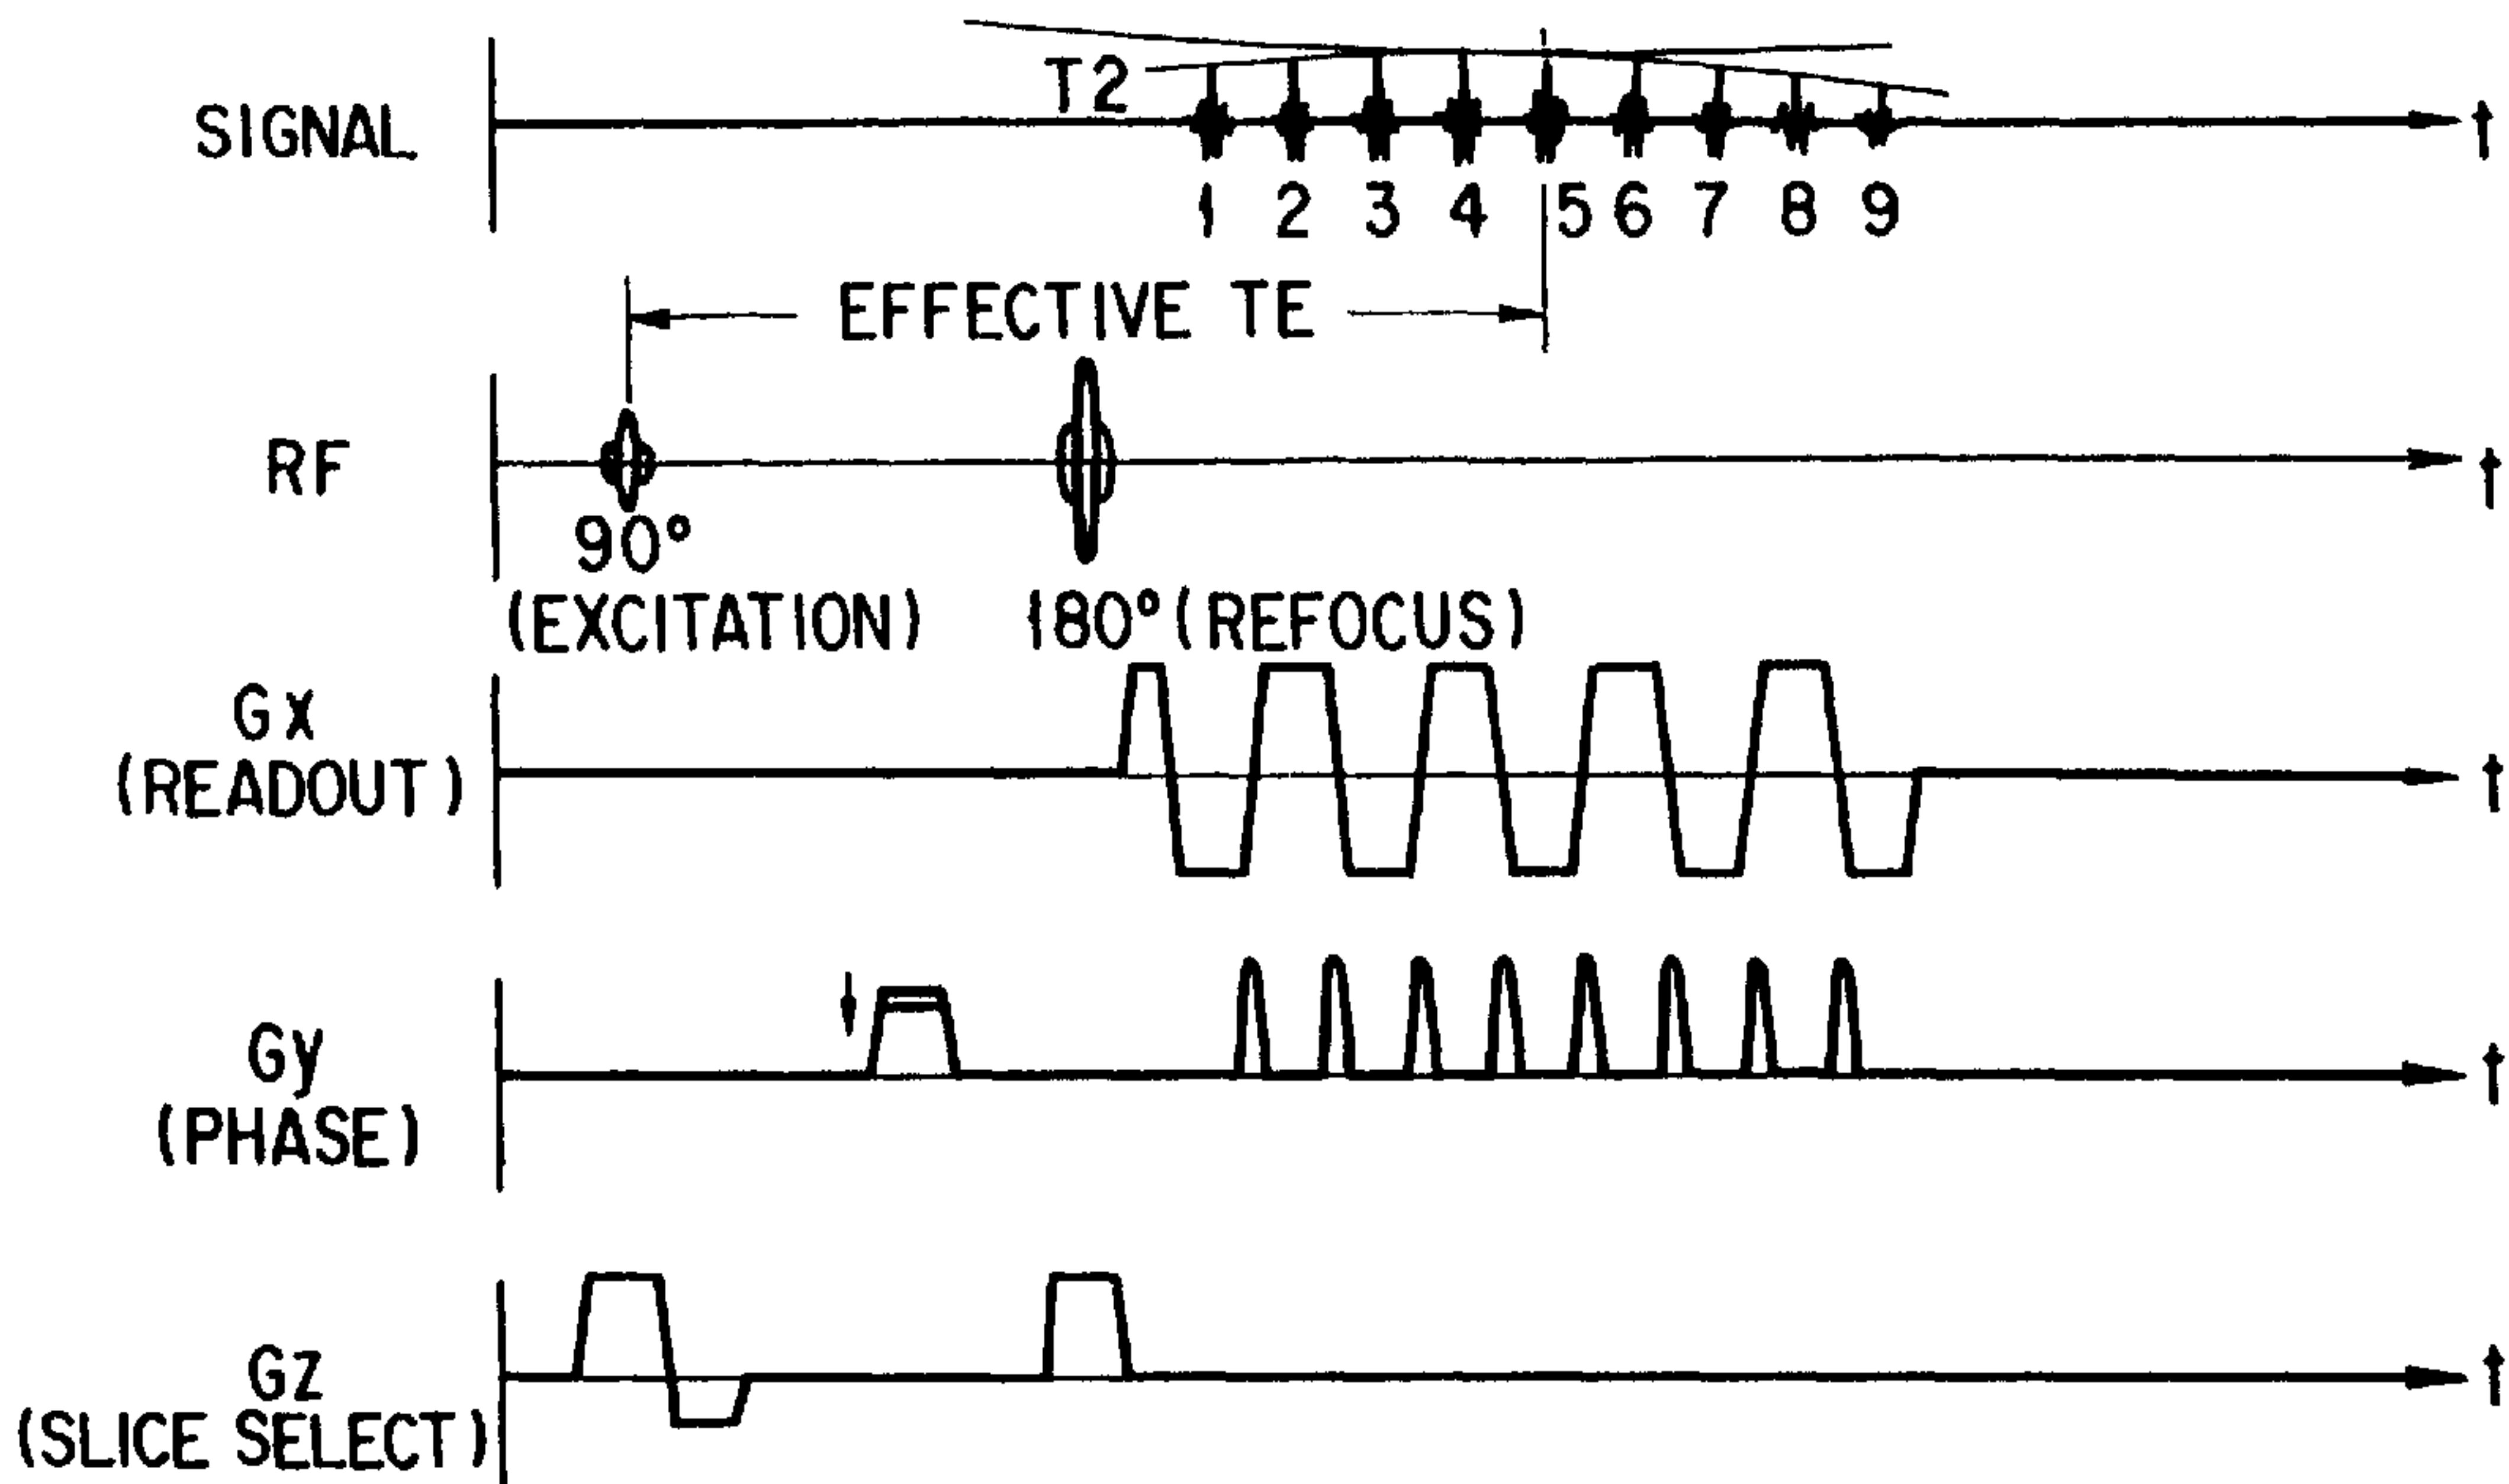 T2
SIGNAL
1 2 3 4 5 6 7 8 9
t
EFFECTIVE TE
RF
t
90°
(EXCITATION) 180° (REFOCUS)
Gx
(READOUT)
t
Gy
(PHASE)
t
Gz
(SLICE SELECT)
t